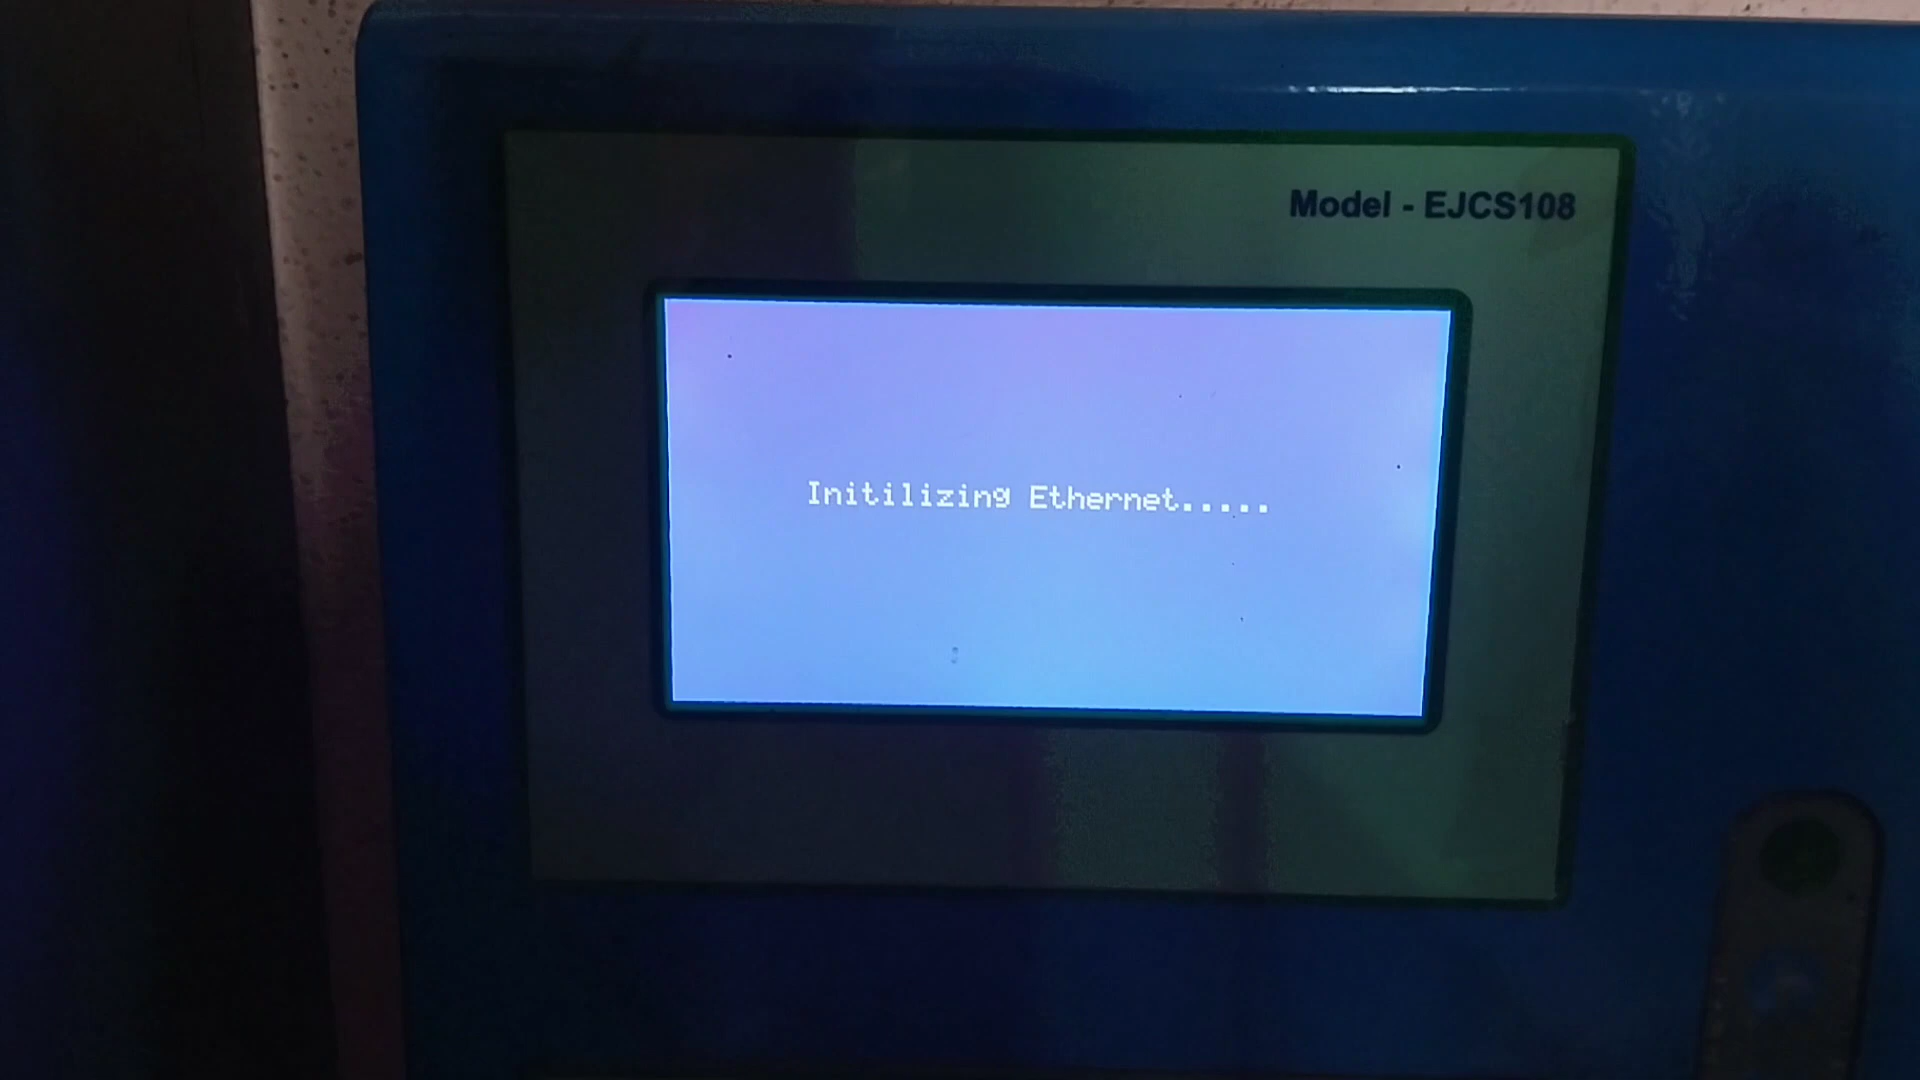 Model - EJCS108
Initilizing Ethernet.....